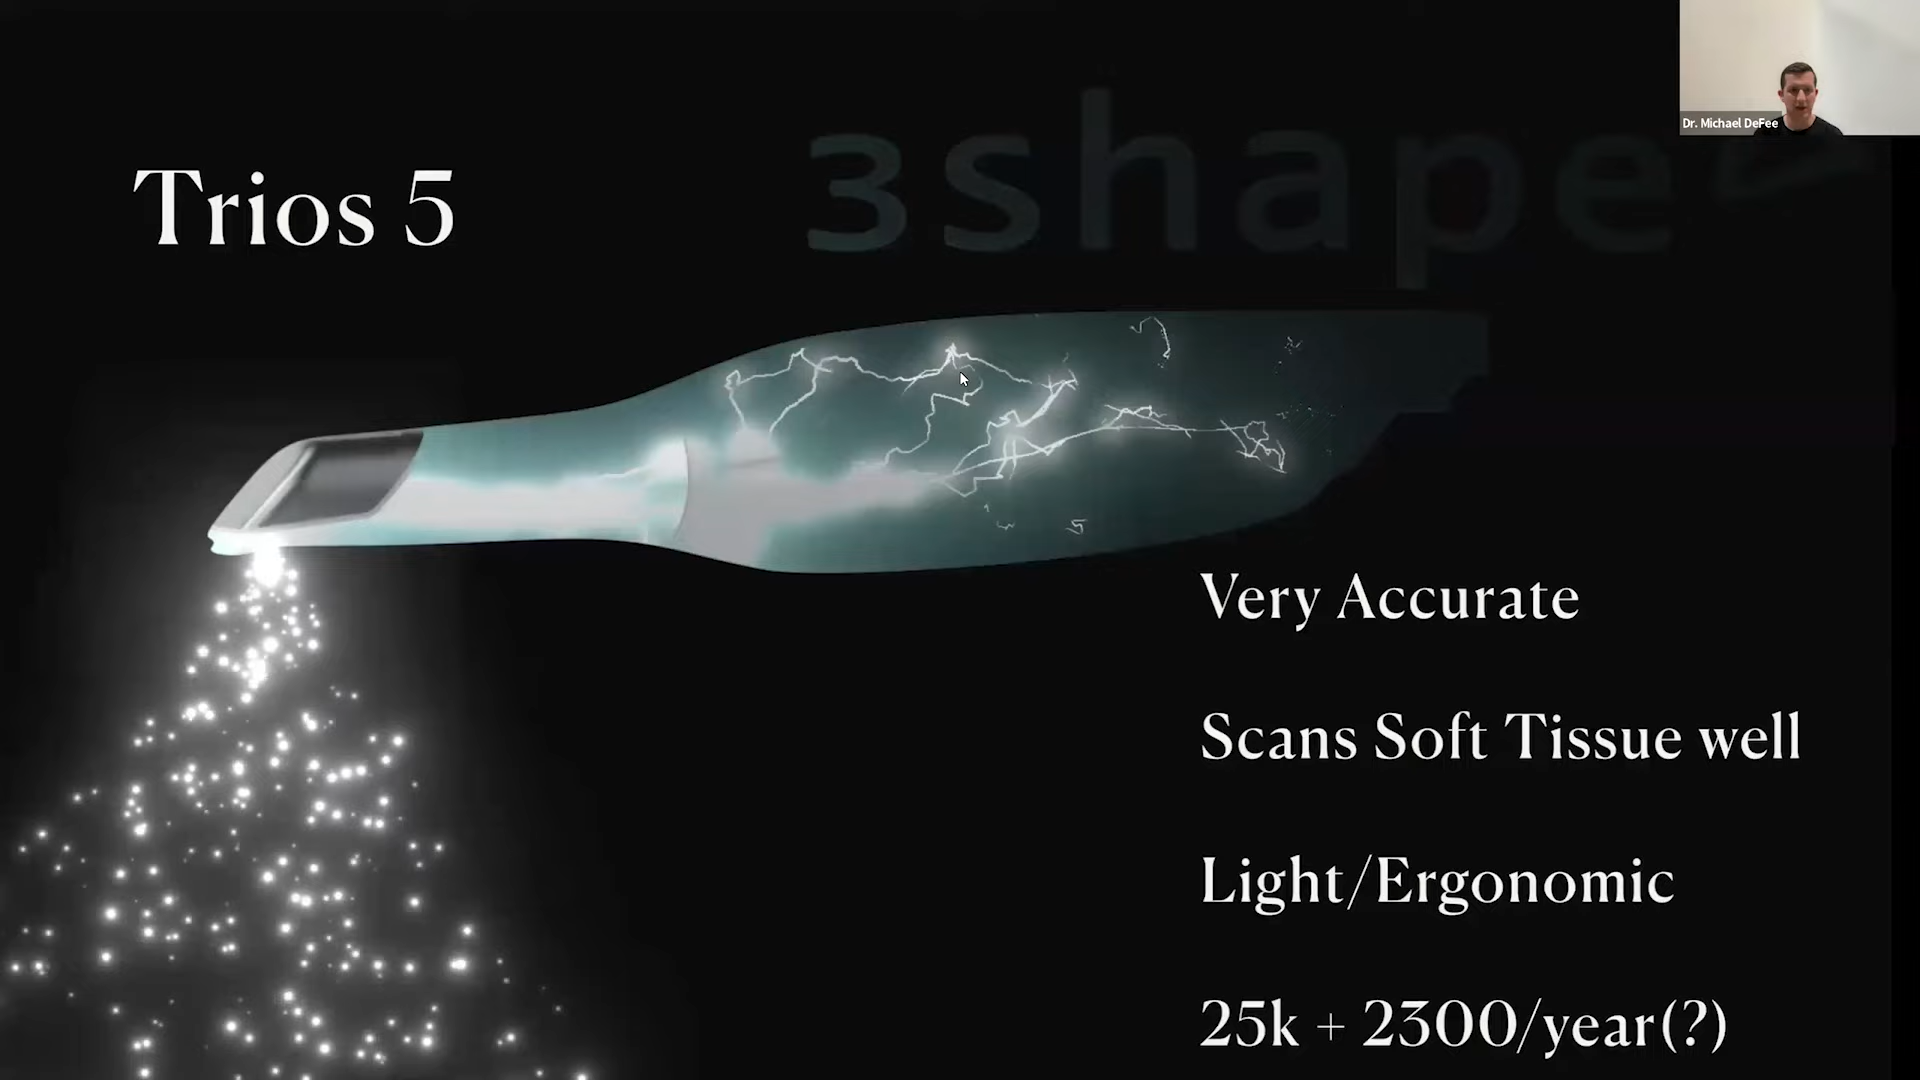 Dr. Michael DeFee
3shape
Trios 5
Very Accurate
Scans Soft Tissue well
Light/Ergonomic
25k + 2300/year(?)